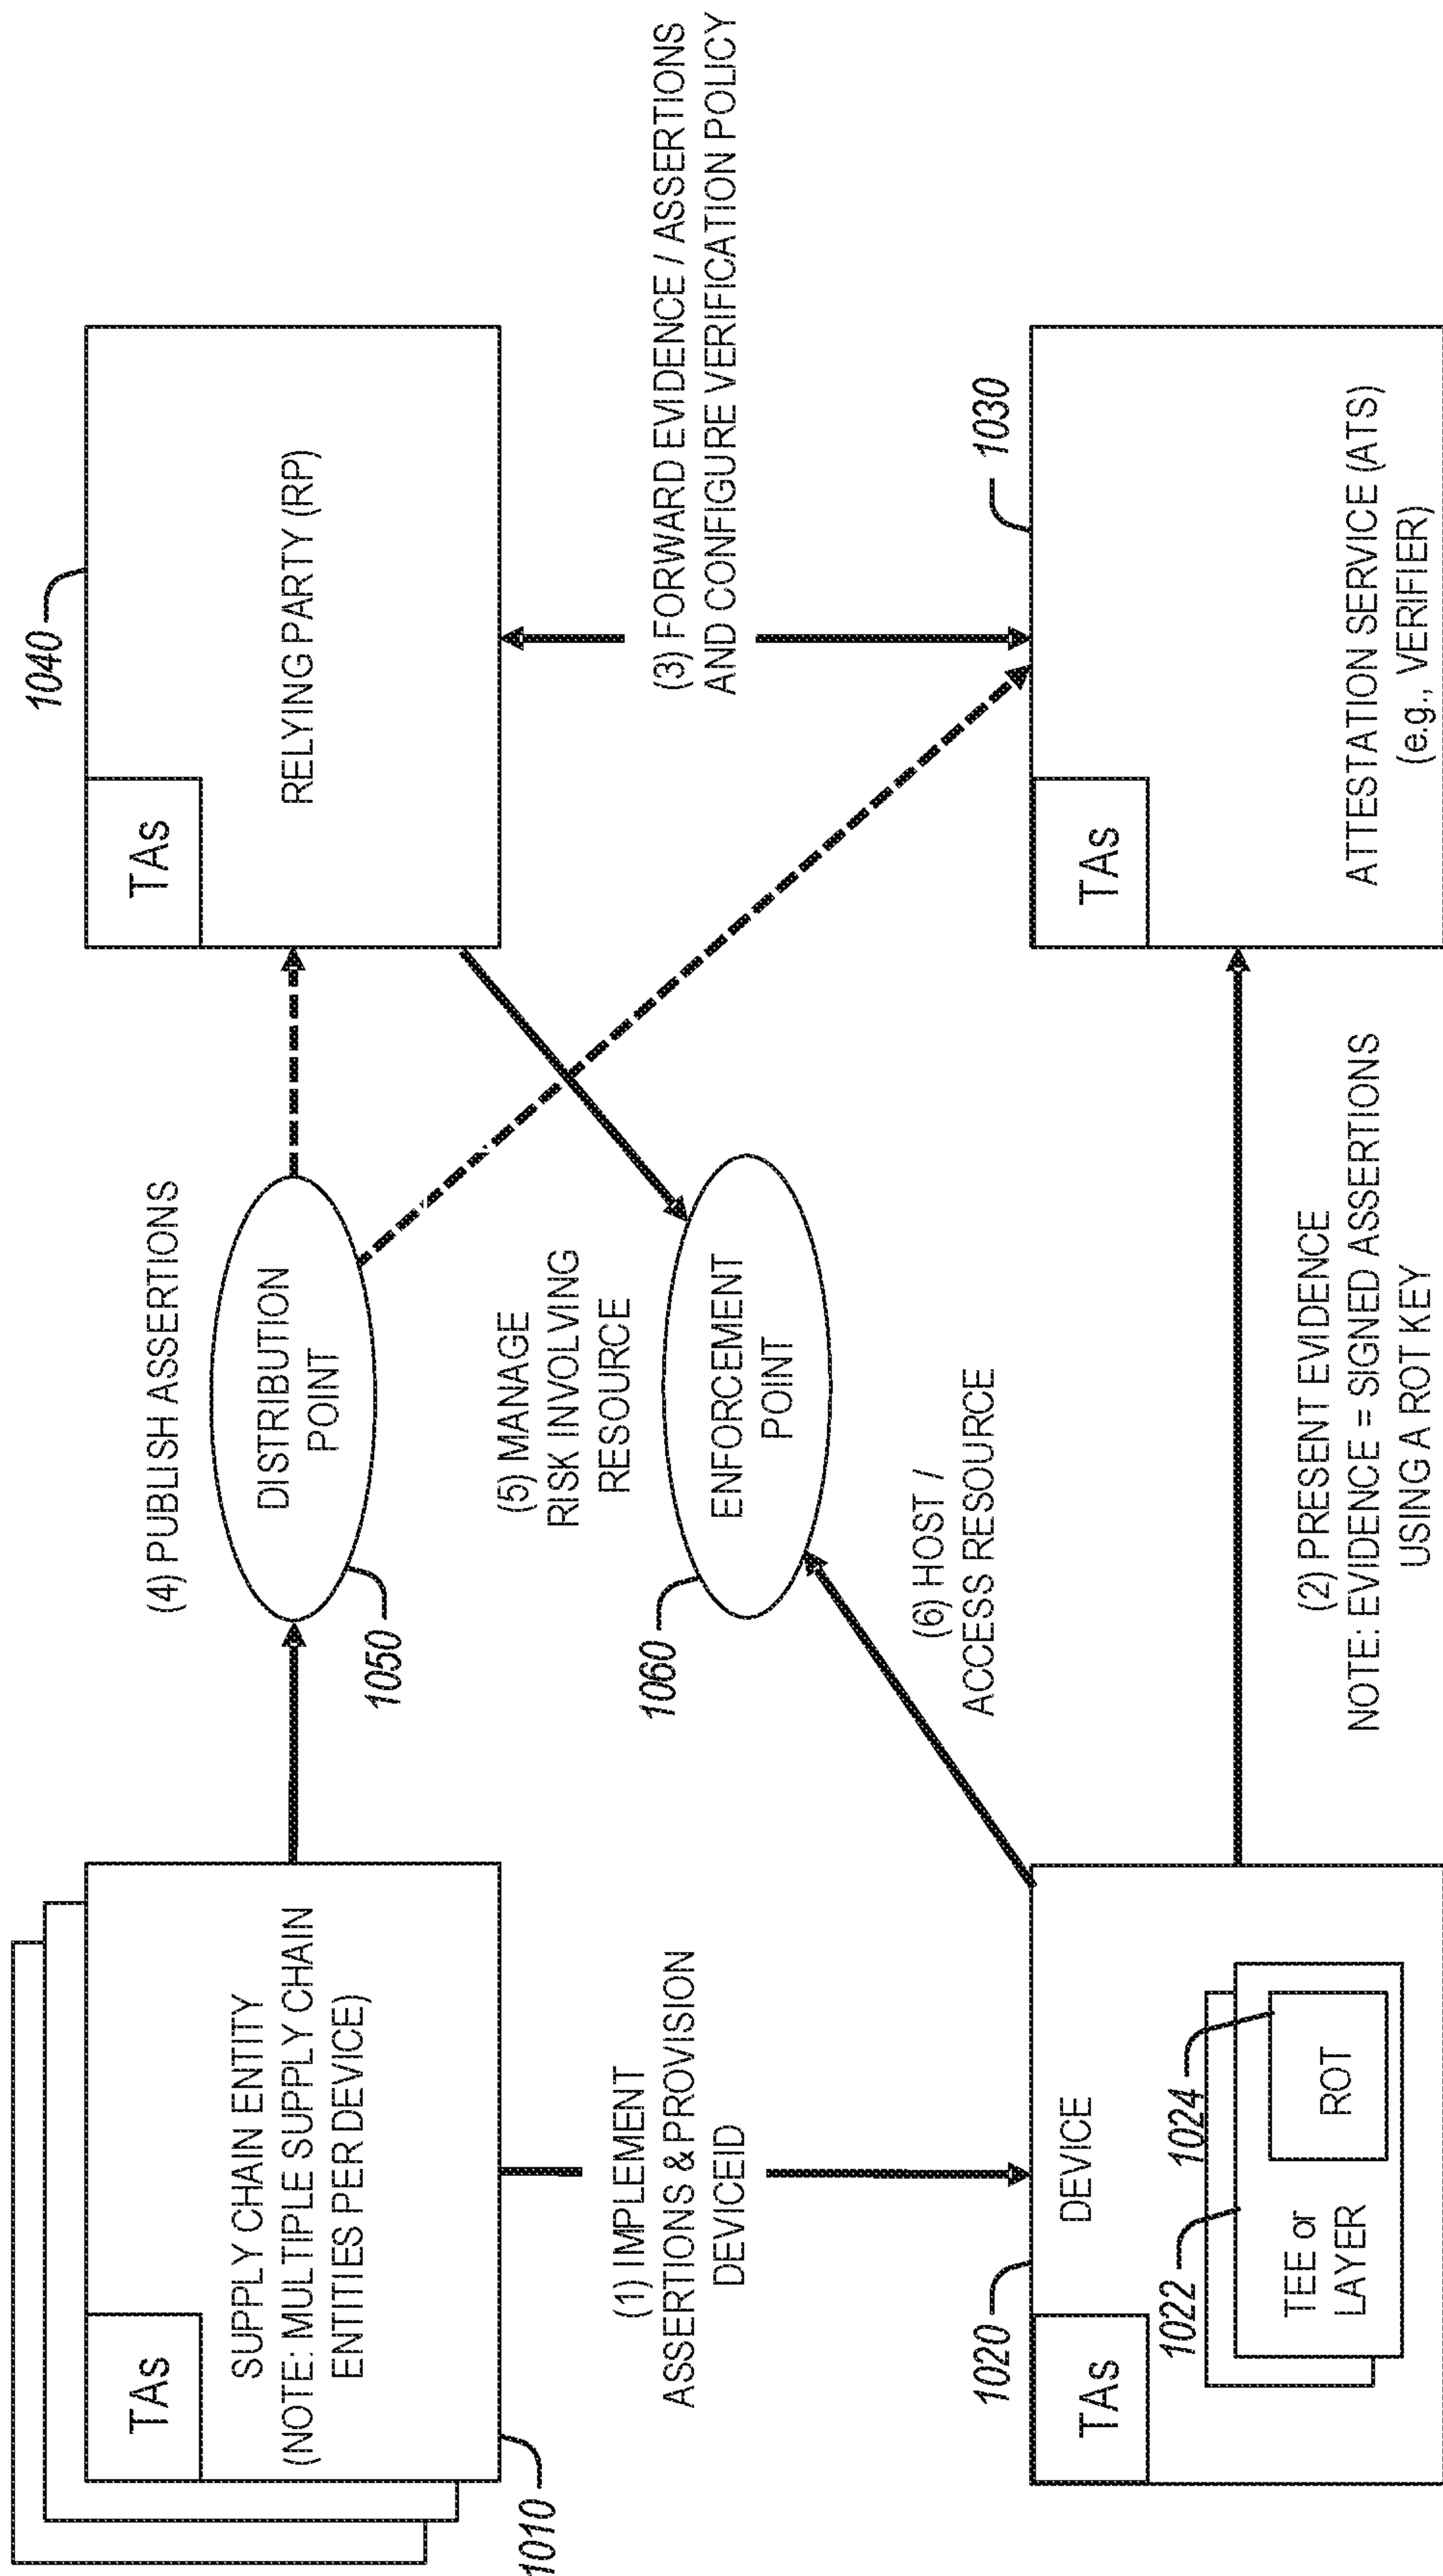 TAs
SUPPLY CHAIN ENTITY
(NOTE: MULTIPLE SUPPLY CHAIN
ENTITIES PER DEVICE)
1010
(4) PUBLISH ASSERTIONS
DISTRIBUTION
POINT
1050
1040
TAs
RELYING PARTY (RP)
(1) IMPLEMENT
ASSERTIONS & PROVISION
DEVICEID
(5) MANAGE
RISK INVOLVING
RESOURCE
ENFORCEMENT
POINT
1060
(6) HOST /
ACCESS RESOURCE
(3) FORWARD EVIDENCE / ASSERTIONS
AND CONFIGURE VERIFICATION POLICY
1020
TAs
DEVICE
1022
1024
TEE or
LAYER
ROT
(2) PRESENT EVIDENCE
NOTE: EVIDENCE = SIGNED ASSERTIONS
USING A ROT KEY
1030
TAs
ATTESTATION SERVICE (ATS)
(e.g., VERIFIER)